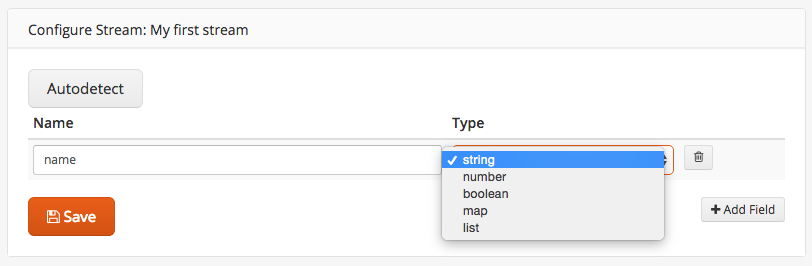 Configure Stream: My first stream
Autodetect
Name Type
name
string
number
boolean
map
list
Save
Add Field